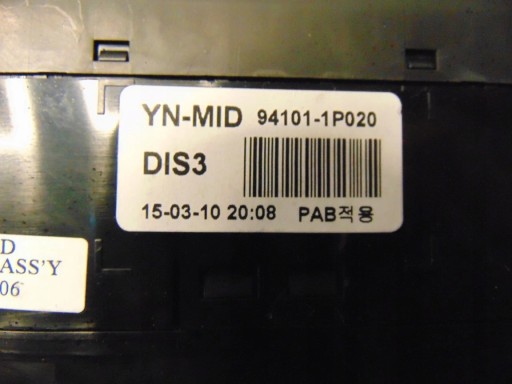 YN-MID 94101-1P020
DIS3
15-03-10 20:08 PAB적용
D
ASS'Y
06